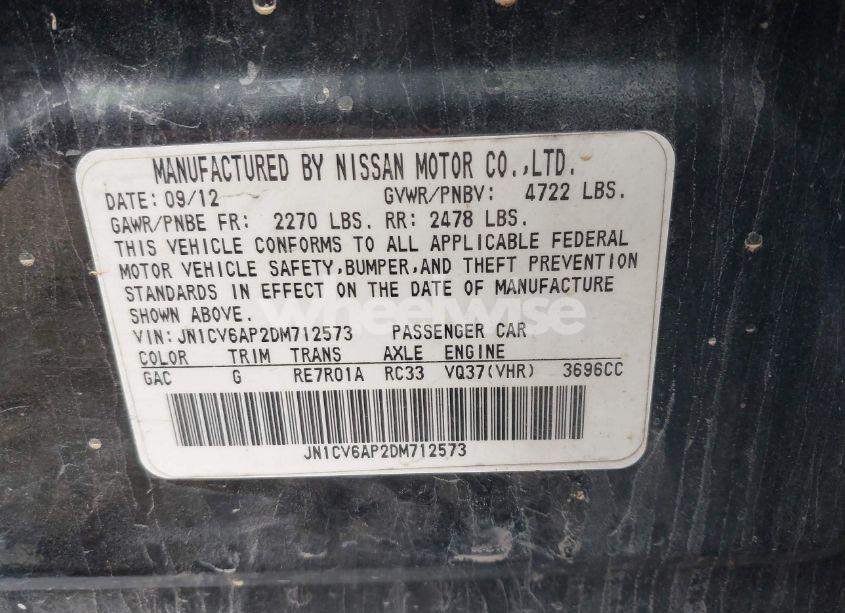 MANUFACTURED BY NISSAN MOTOR CO.,LTD.
DATE: 09/12 GVWR/PNBV: 4722 LBS.
GAWR/PNBE FR: 2270 LBS. RR: 2478 LBS.
THIS VEHICLE CONFORMS TO ALL APPLICABLE FEDERAL
MOTOR VEHICLE SAFETY,BUMPER,AND THEFT PREVENTION
STANDARDS IN EFFECT ON THE DATE OF MANUFACTURE
SHOWN ABOVE.
wheelwise
VIN: JN1CV6AP2DM712573 PASSENGER CAR
COLOR TRIM TRANS AXLE ENGINE
GAC G RE7R01A RC33 VQ37(VHR) 3696CC
JN1CV6AP2DM712573